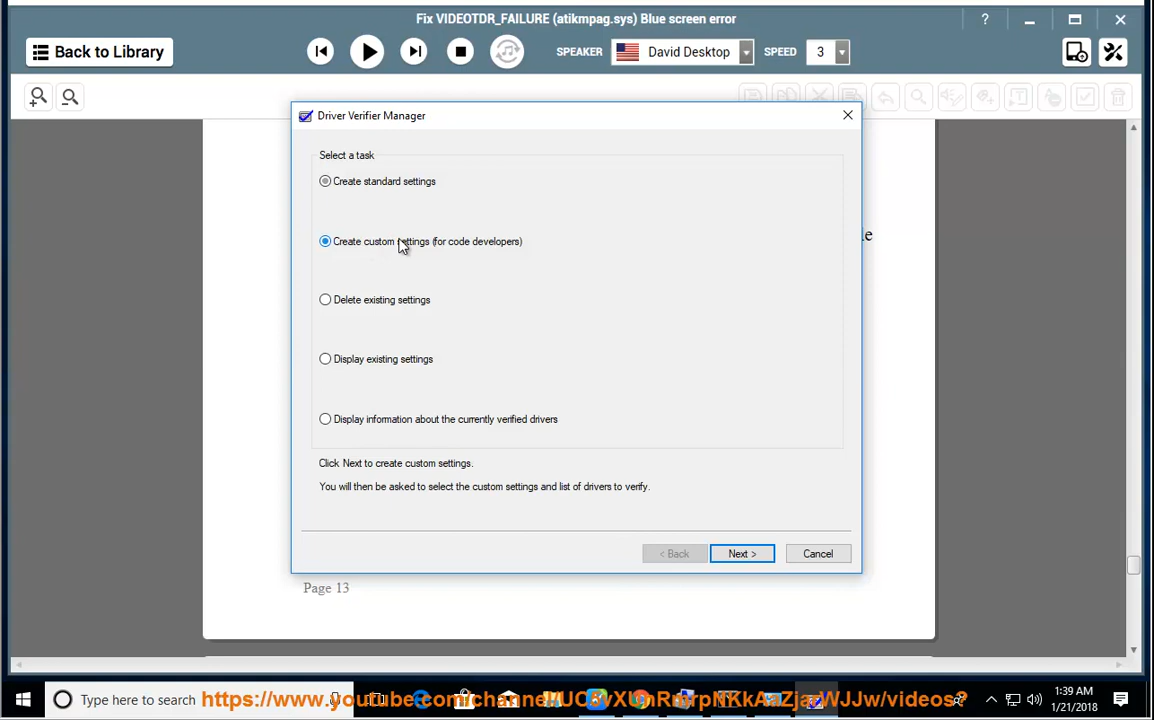 Fix VIDEOTDR_FAILURE (atikmpag.sys) Blue screen error
?
Back to Library
SPEAKER
David Desktop
SPEED
3
Driver Verifier Manager
Select a task
Create standard settings
Create custom settings (for code developers)
Delete existing settings
Display existing settings
Display information about the currently verified drivers
Click Next to create custom settings.
You will then be asked to select the custom settings and list of drivers to verify.
< Back
Next >
Cancel
Page 13
Type here to search
1:39 AM
1/21/2018